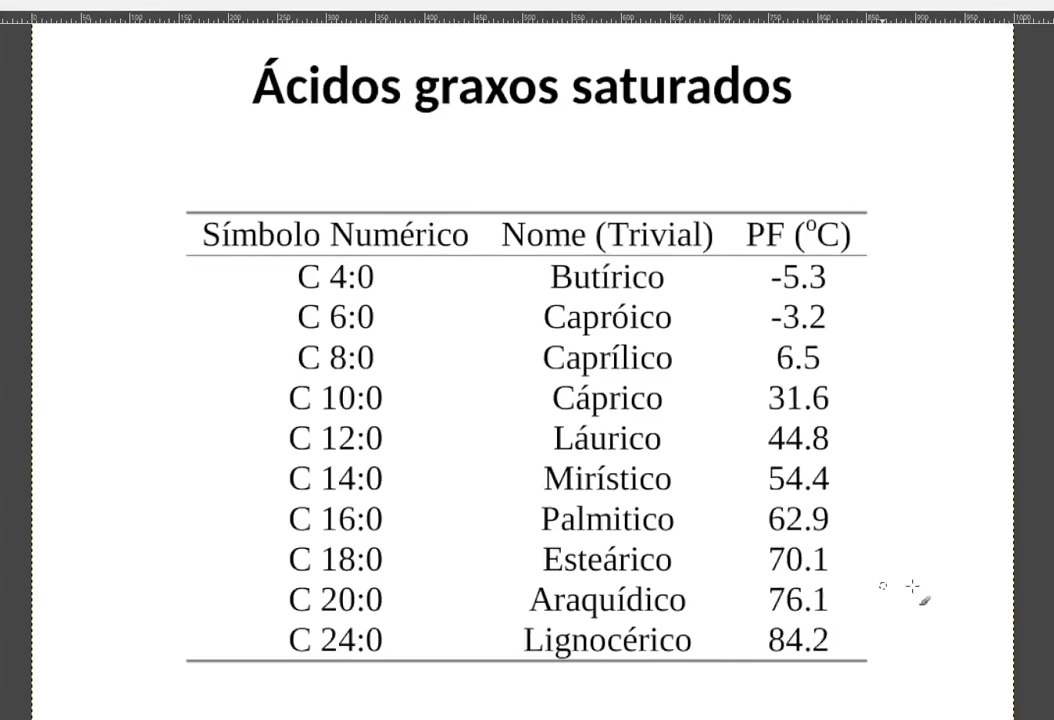 Ácidos graxos saturados
Símbolo Numérico Nome (Trivial) PF (ºC)
C 4:0 Butírico -5.3
C 6:0 Capróico -3.2
C 8:0 Caprílico 6.5
C 10:0 Cáprico 31.6
C 12:0 Láurico 44.8
C 14:0 Mirístico 54.4
C 16:0 Palmitico 62.9
C 18:0 Esteárico 70.1
C 20:0 Araquídico 76.1
C 24:0 Lignocérico 84.2